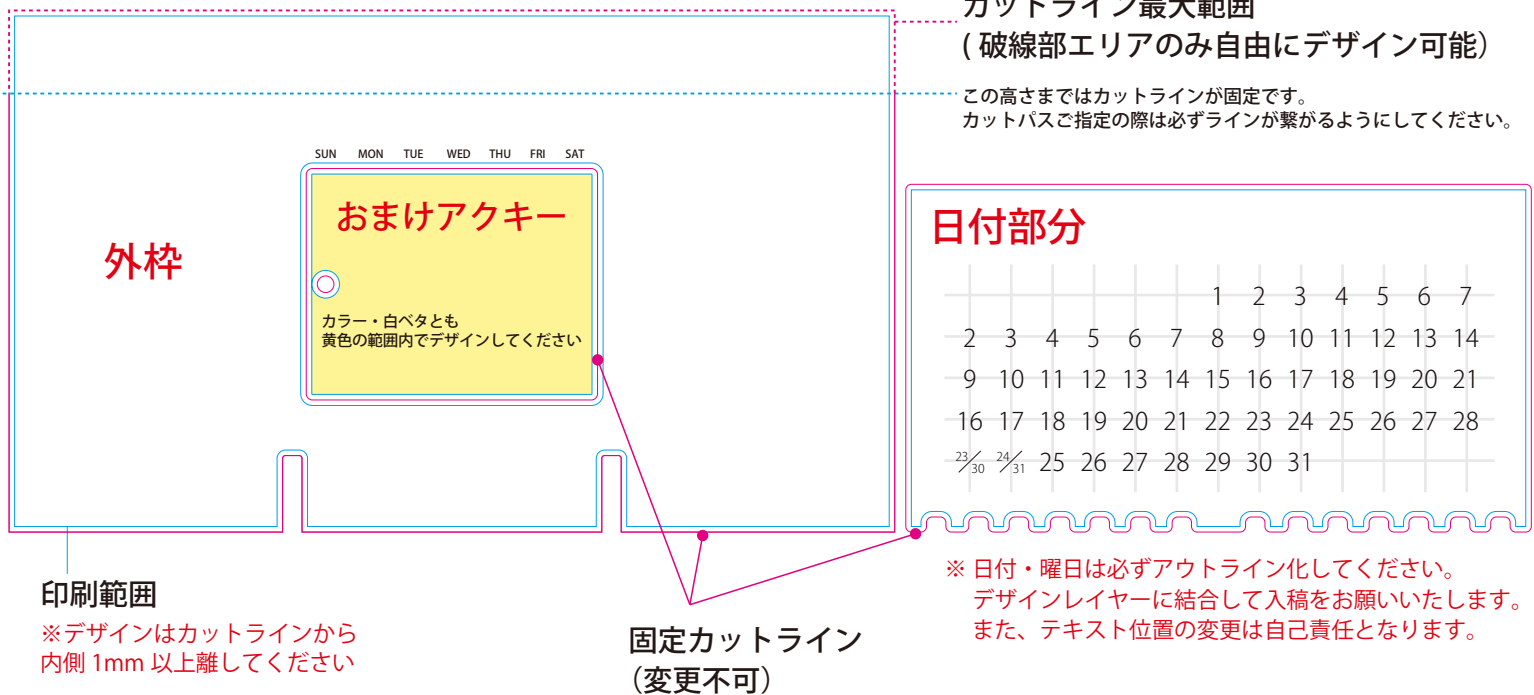 カットライン最大範囲
( 破線部エリアのみ自由にデザイン可能）
この高さまではカットラインが固定です。
カットパスご指定の際は必ずラインが繋がるようにしてください。
SUN MON TUE WED THU FRI SAT
おまけアクキー
外枠
カラー・白ベタとも
黄色の範囲内でデザインしてください
日付部分
1 2 3 4 5 6 7
2 3 4 5 6 7 8 9 10 11 12 13 14
9 10 11 12 13 14 15 16 17 18 19 20 21
16 17 18 19 20 21 22 23 24 25 26 27 28
23/30 24/31 25 26 27 28 29 30 31
※ 日付・曜日は必ずアウトライン化してください。
デザインレイヤーに結合して入稿をお願いいたします。
また、テキスト位置の変更は自己責任となります。
印刷範囲
※デザインはカットラインから
内側 1mm 以上離してください
固定カットライン
（変更不可）